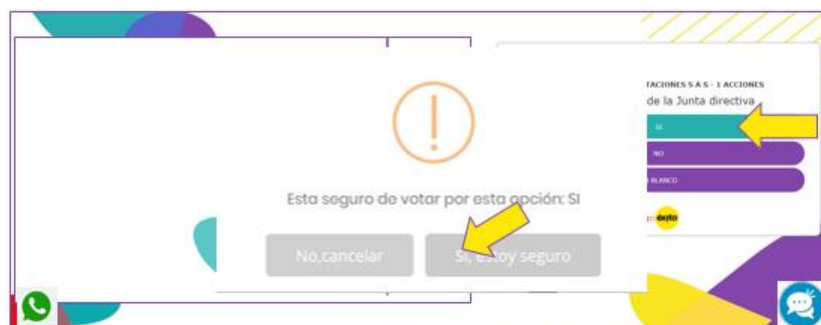 TACIONES S A S - 1 ACCIONES
de la Junta directiva
SI
NO
BLANCO
éxito
Esta seguro de votar por esta opción: SI
No,cancelar
Si, estoy seguro